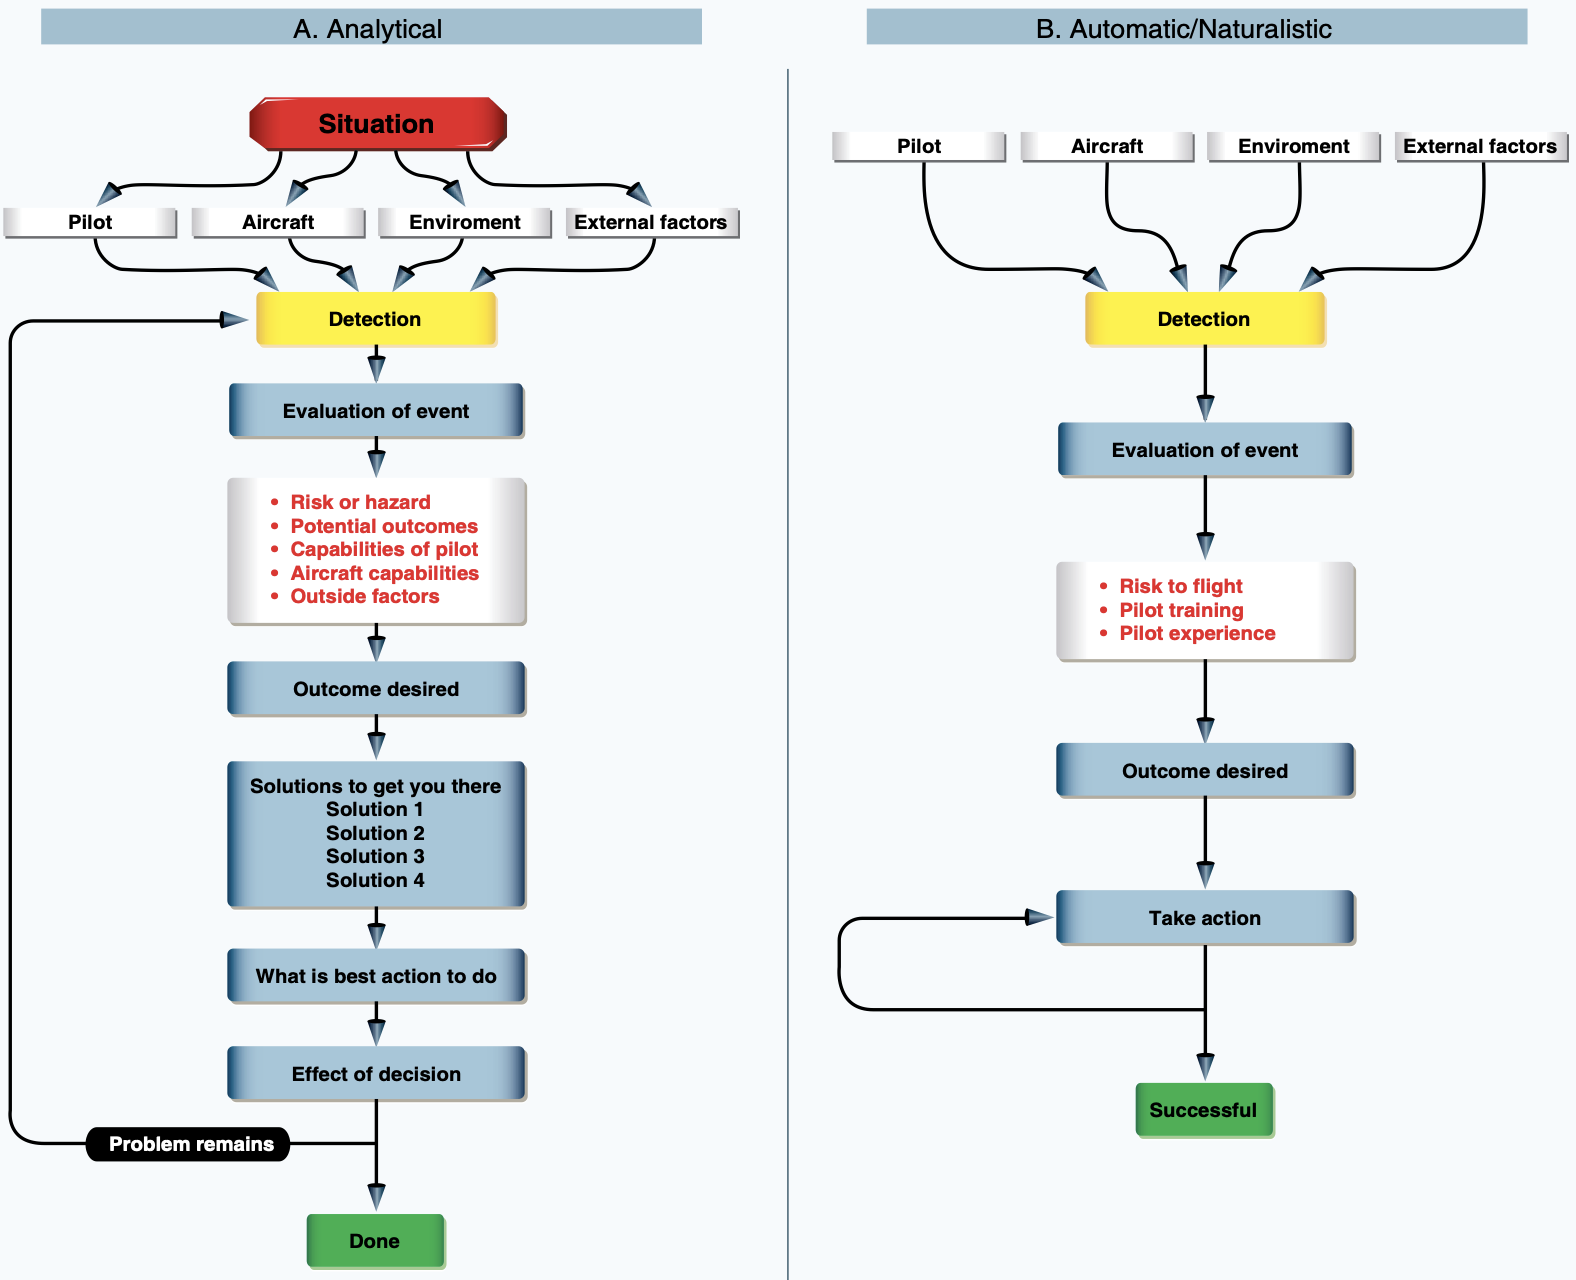 A. Analytical
Situation
Pilot
Aircraft
Enviroment
External factors
Detection
Evaluation of event
• Risk or hazard
• Potential outcomes
• Capabilities of pilot
• Aircraft capabilities
• Outside factors
Outcome desired
Solutions to get you there
Solution 1
Solution 2
Solution 3
Solution 4
What is best action to do
Effect of decision
Problem remains
Done
B. Automatic/Naturalistic
Pilot
Aircraft
Enviroment
External factors
Detection
Evaluation of event
• Risk to flight
• Pilot training
• Pilot experience
Outcome desired
Take action
Successful